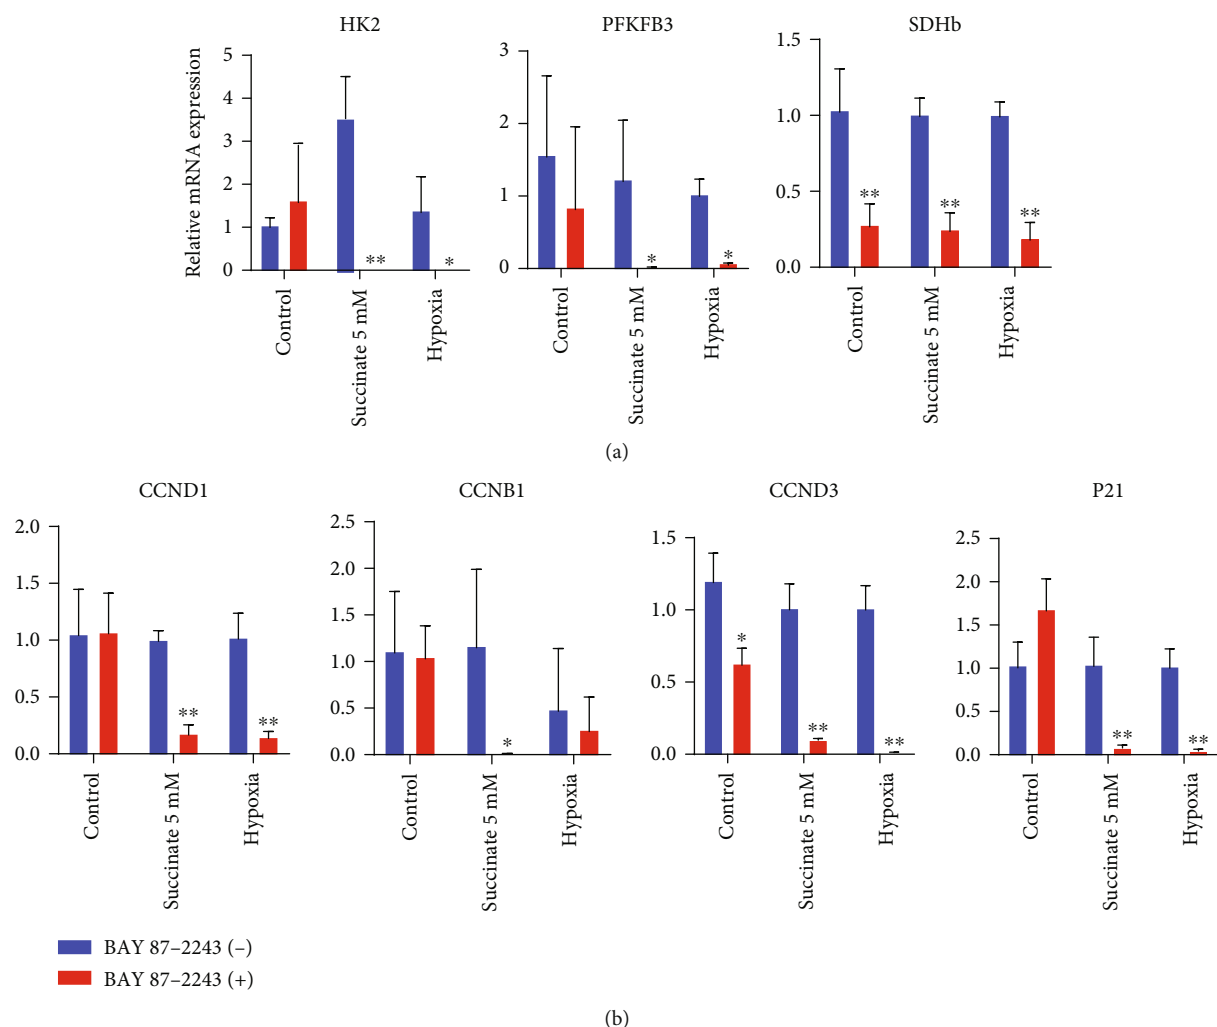 HK2
PFKFB3
SDHb
Relative mRNA expression
5
4
3
2
1
0
**
*
Control
Succinate 5 mM
Hypoxia
3
2
1
0
*
*
Control
Succinate 5 mM
Hypoxia
1.5
1.0
0.5
0.0
**
**
**
Control
Succinate 5 mM
Hypoxia
(a)
CCND1
CCNB1
CCND3
P21
2.0
1.5
1.0
0.5
0.0
**
**
Control
Succinate 5 mM
Hypoxia
2.5
2.0
1.5
1.0
0.5
0.0
*
Control
Succinate 5 mM
Hypoxia
1.5
1.0
0.5
0.0
*
**
**
Control
Succinate 5 mM
Hypoxia
2.5
2.0
1.5
1.0
0.5
0.0
**
**
Control
Succinate 5 mM
Hypoxia
BAY 87–2243 (–)
BAY 87–2243 (+)
(b)